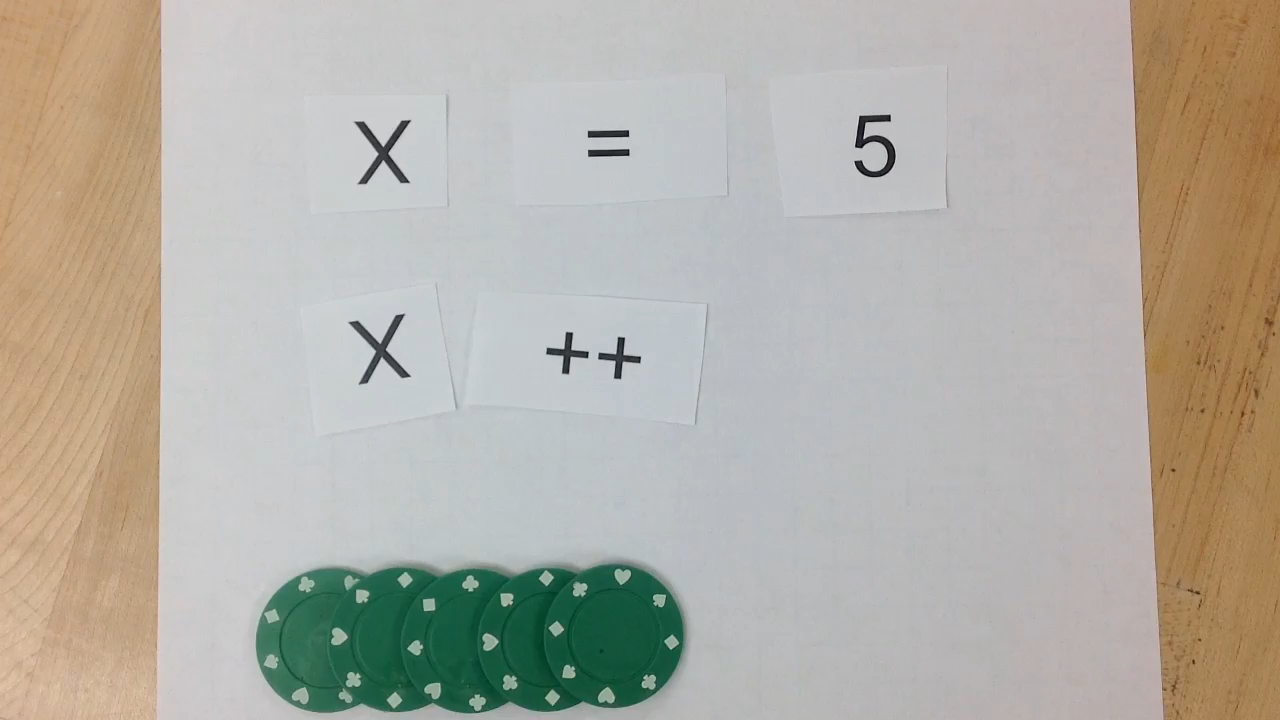 X = 5
X ++